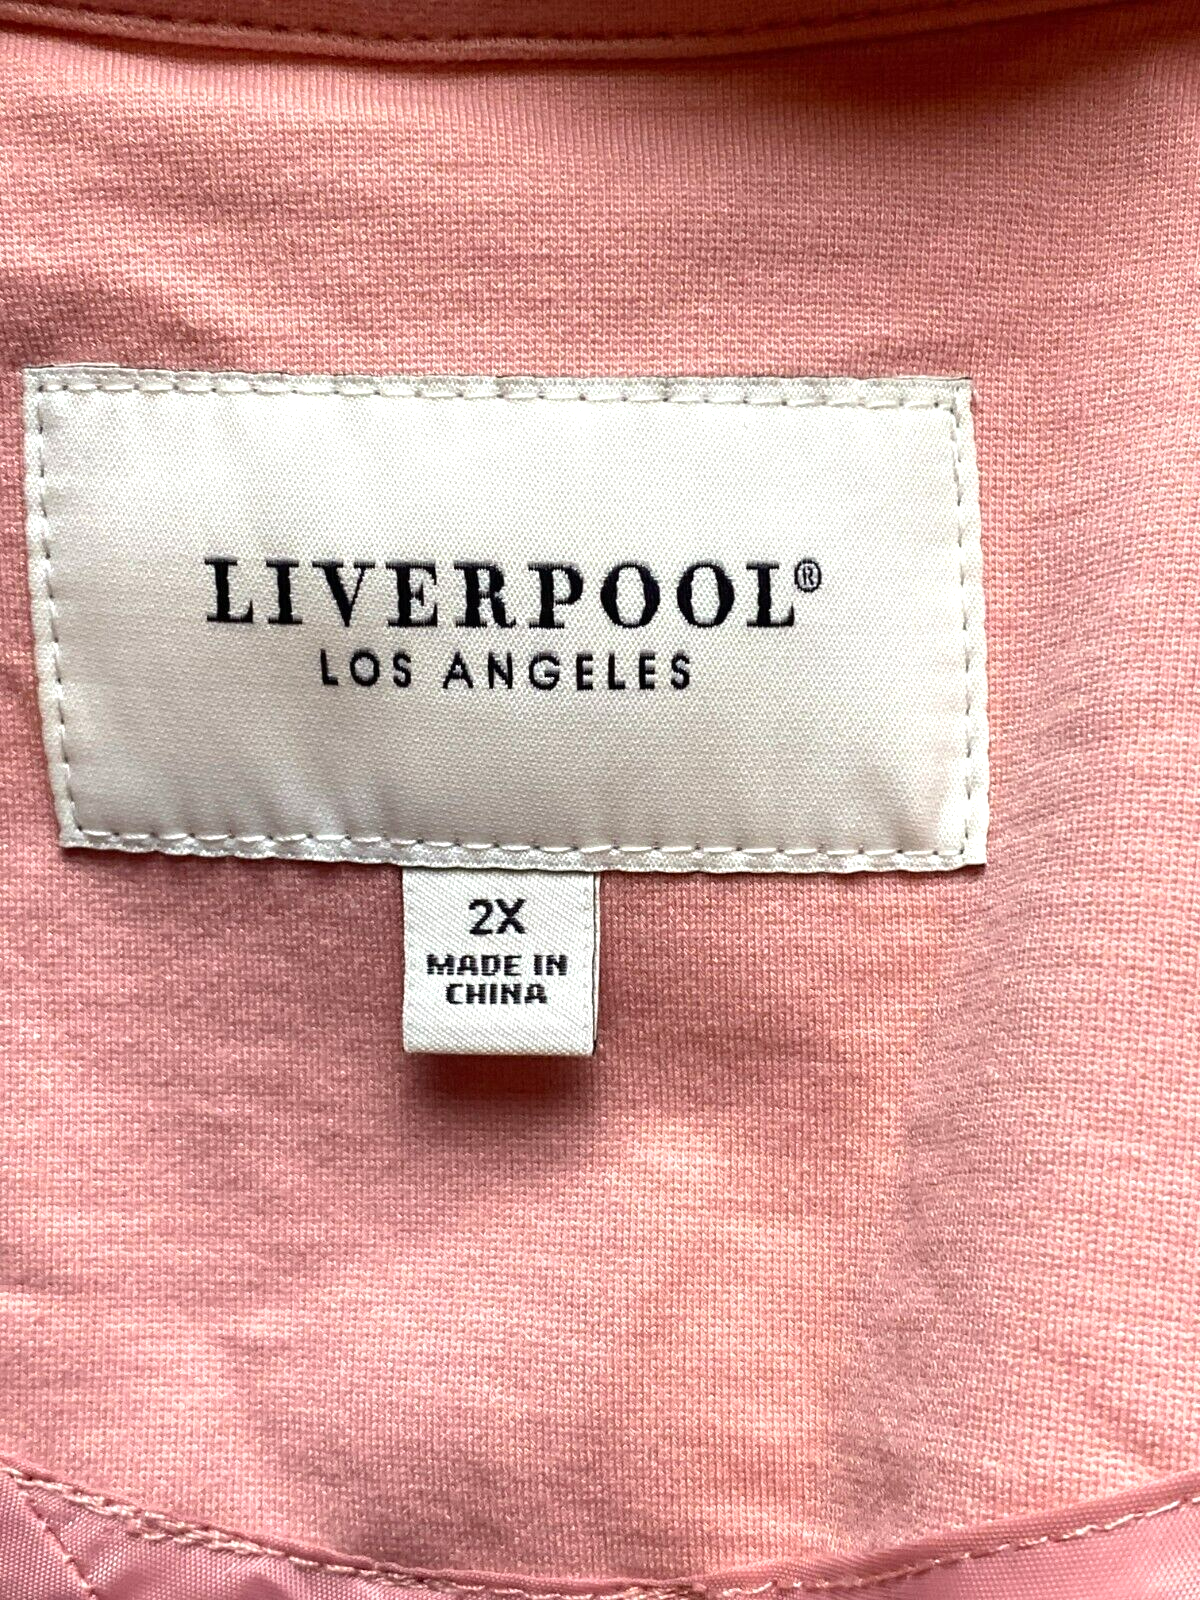 LIVERPOOL®
LOS ANGELES
2X
MADE IN
CHINA